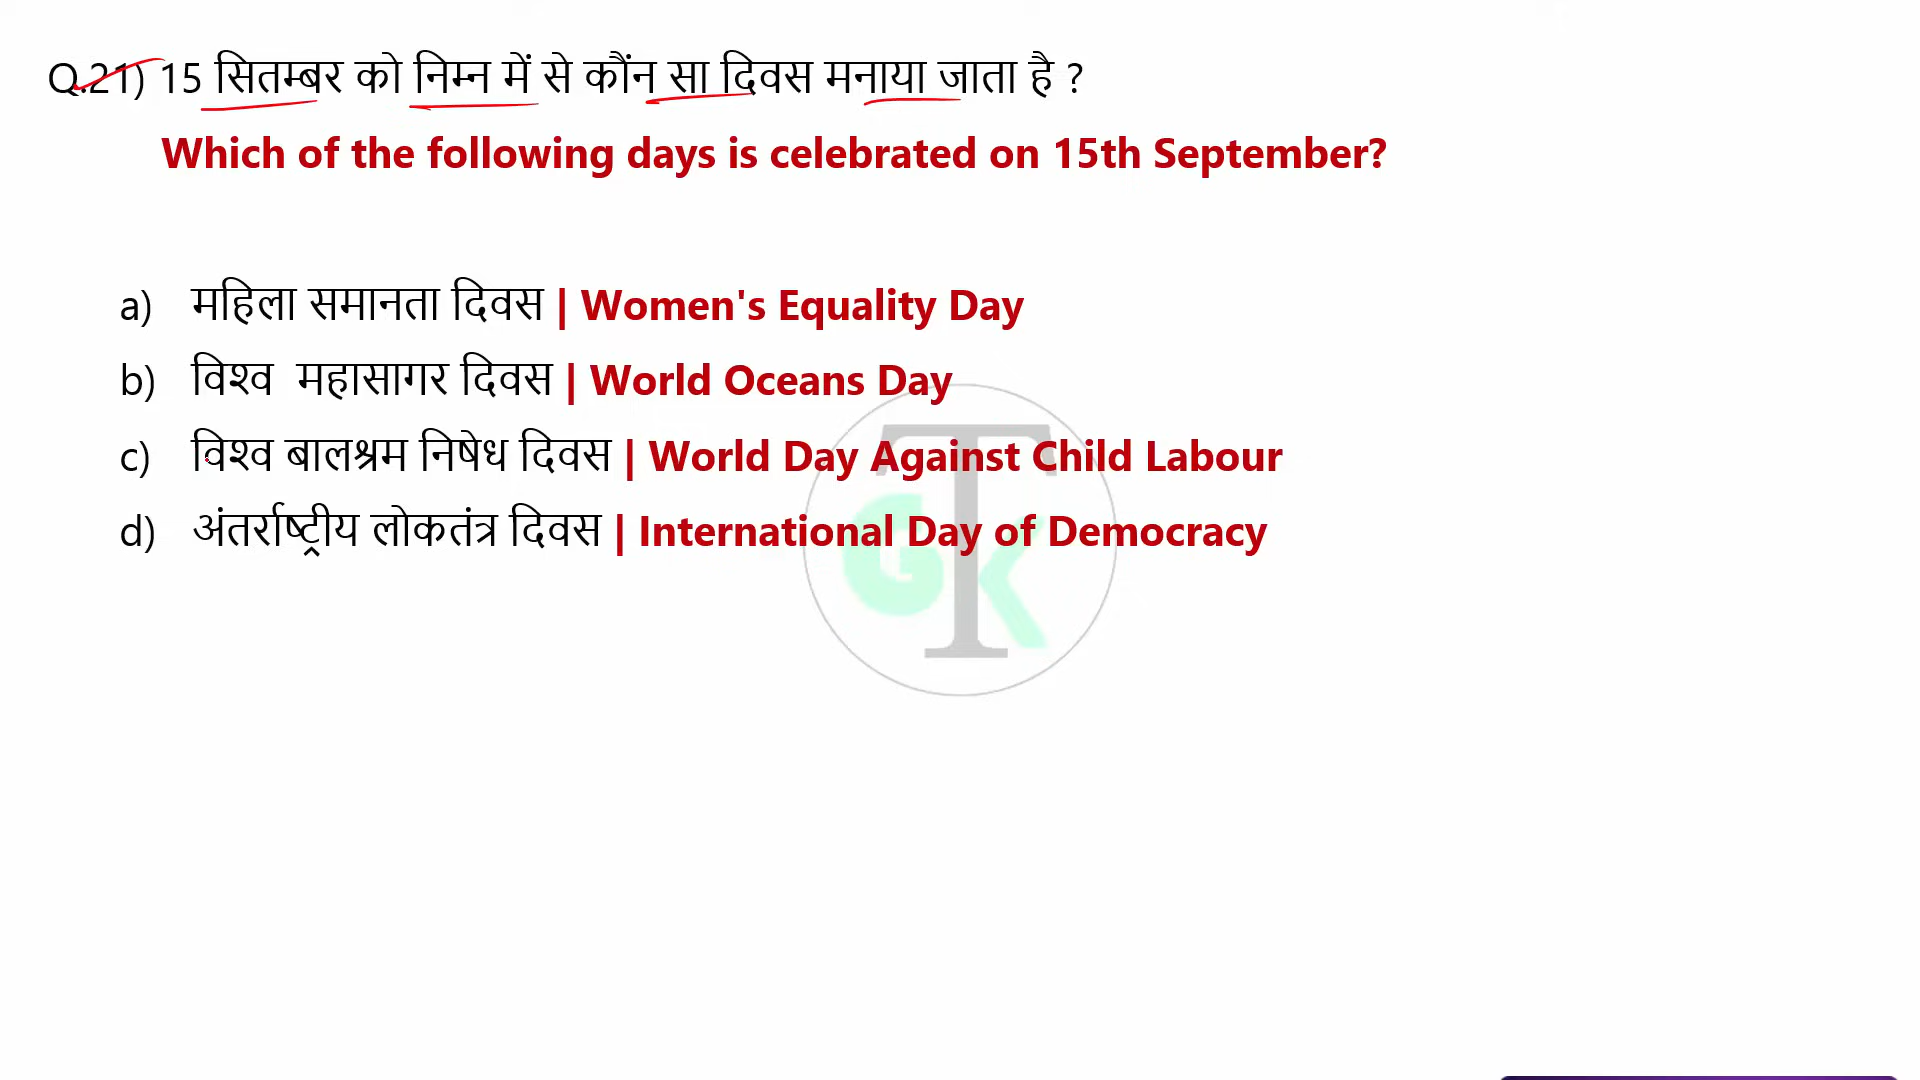 Q.21) 15 सितम्बर को निम्न में से कौंन सा दिवस मनाया जाता है ?
Which of the following days is celebrated on 15th September?
a) महिला समानता दिवस | Women's Equality Day
b) विश्व महासागर दिवस | World Oceans Day
c) विश्व बालश्रम निषेध दिवस | World Day Against Child Labour
d) अंतर्राष्ट्रीय लोकतंत्र दिवस | International Day of Democracy
GTK